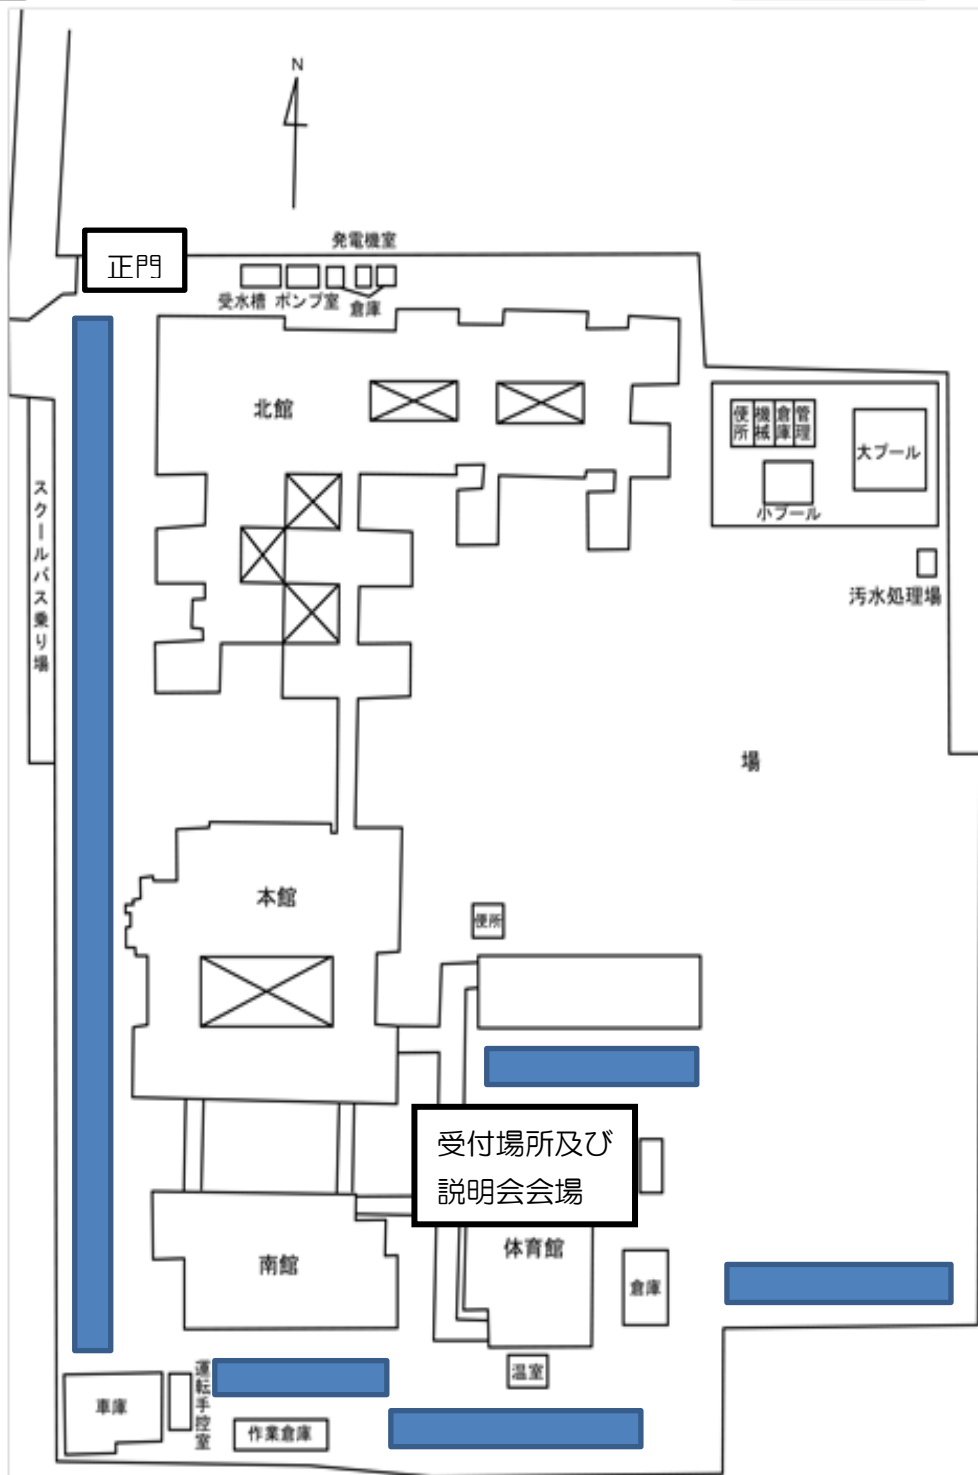 N
発電機室
正門
受水槽
ポンプ室
倉庫
北館
便所
機械
倉庫
管理
大プール
小プール
スクールバス乗り場
汚水処理場
場
本館
便所
受付場所及び
説明会会場
体育館
南館
倉庫
温室
運転手控室
車庫
作業倉庫